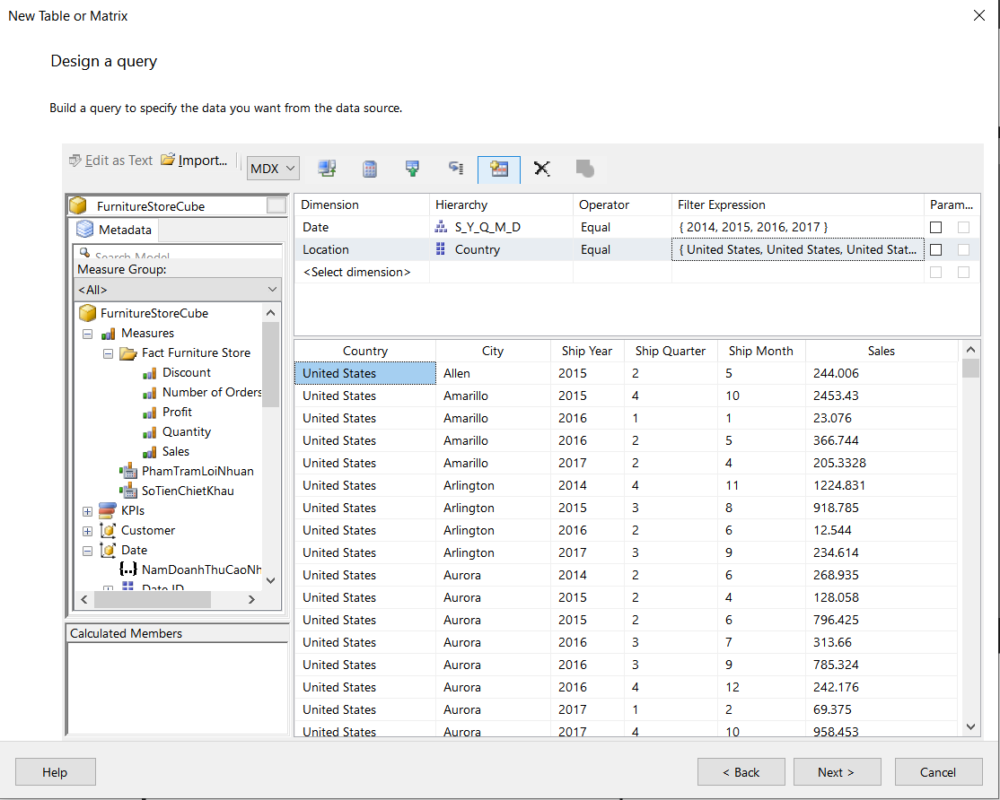 New Table or Matrix
Design a query
Build a query to specify the data you want from the data source.
Edit as Text Import... MDX
FurnitureStoreCube
Metadata
Search Model
Measure Group:
<All>
FurnitureStoreCube
Measures
Fact Furniture Store
Discount
Number of Orders
Profit
Quantity
Sales
PhamTramLoiNhuan
SoTienChietKhau
KPIs
Customer
Date
NamDoanhThuCaoNh
Date ID
Calculated Members
Dimension Hierarchy Operator Filter Expression Param...
Date S_Y_Q_M_D Equal { 2014, 2015, 2016, 2017 }
Location Country Equal { United States, United States, United Stat...
<Select dimension>
Country City Ship Year Ship Quarter Ship Month Sales
United States Allen 2015 2 5 244.006
United States Amarillo 2015 4 10 2453.43
United States Amarillo 2016 1 1 23.076
United States Amarillo 2016 2 5 366.744
United States Amarillo 2017 2 4 205.3328
United States Arlington 2014 4 11 1224.831
United States Arlington 2015 3 8 918.785
United States Arlington 2016 2 6 12.544
United States Arlington 2017 3 9 234.614
United States Aurora 2014 2 6 268.935
United States Aurora 2015 2 4 128.058
United States Aurora 2015 2 6 796.425
United States Aurora 2016 3 7 313.66
United States Aurora 2016 3 9 785.324
United States Aurora 2016 4 12 242.176
United States Aurora 2017 1 2 69.375
United States Aurora 2017 4 10 958.453
Help < Back Next > Cancel